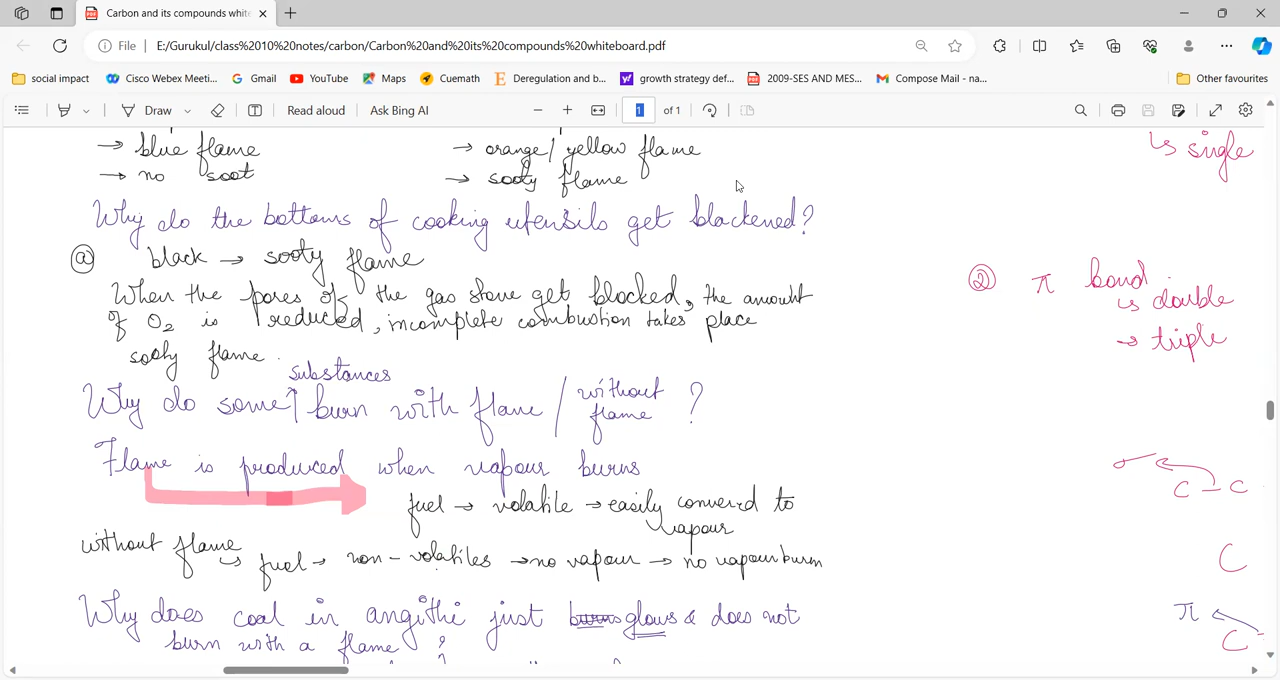 Carbon and its compounds white
File E:/Gurukul/class%2010%20notes/carbon/Carbon%20and%20its%20compounds%20whiteboard.pdf
social impact Cisco Webex Meeti... Gmail YouTube Maps Cuemath Deregulation and b... growth strategy def... 2009-SES AND MES... Compose Mail - na... Other favourites
Draw Read aloud Ask Bing AI 1 of 1
→ blue flame → orange/yellow flame
→ no soot → sooty flame
↳ single
Why do the bottoms of cooking utensils get blackened?
ⓐ black → sooty flame
② π bond
↳ double
→ triple
When the pores of the gas stove get blocked, the amount
of O2 is reduced, incomplete combustion takes place
sooty flame.
substances
Why do some burn with flame / without flame ?
Flame is produced when vapour burns
fuel → volatile → easily convered to
vapour
σ
C - C
without flame
↳ fuel → non-volatiles → no vapour → no vapour burn
C
Why does coal in angithi just burns glows & does not
burn with a flame ?
π
C